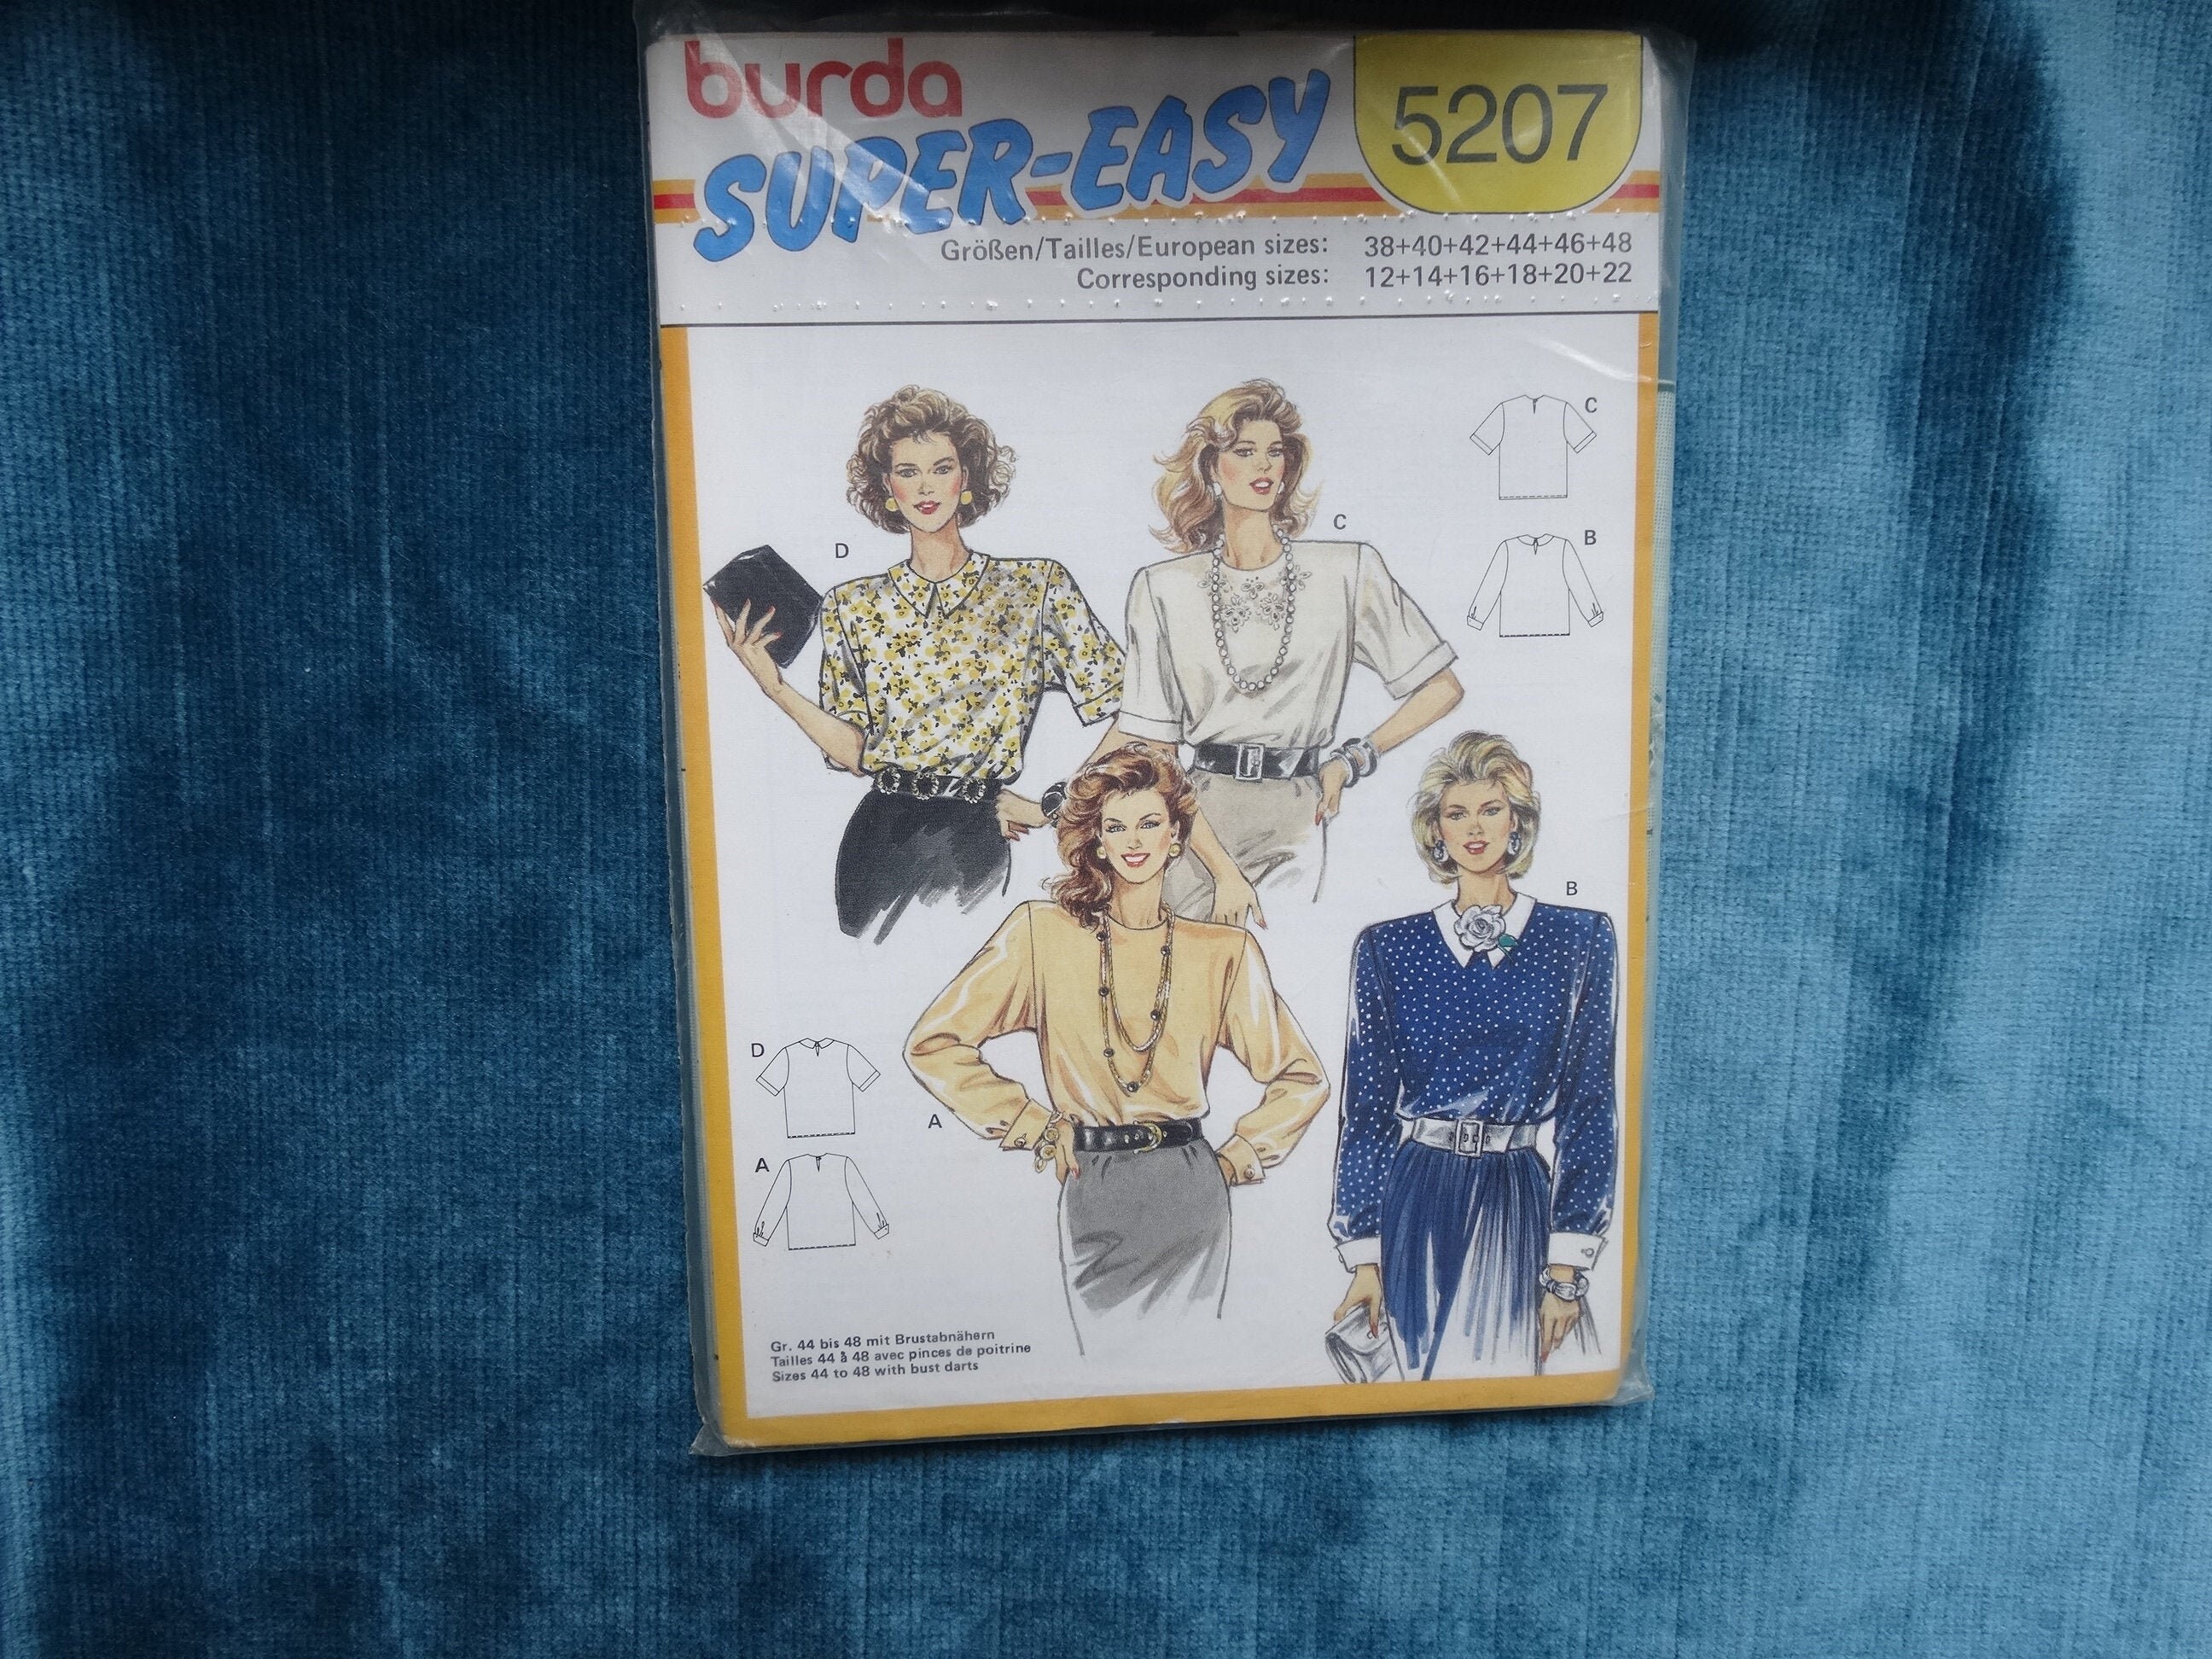 burda
SUPER-EASY
5207
Größen/Tailles/European sizes: 38+40+42+44+46+48
Corresponding sizes: 12+14+16+18+20+22
C
B
D
C
B
D
A
A
Gr. 44 bis 48 mit Brustabnähern
Tailles 44 à 48 avec pinces de poitrine
Sizes 44 to 48 with bust darts